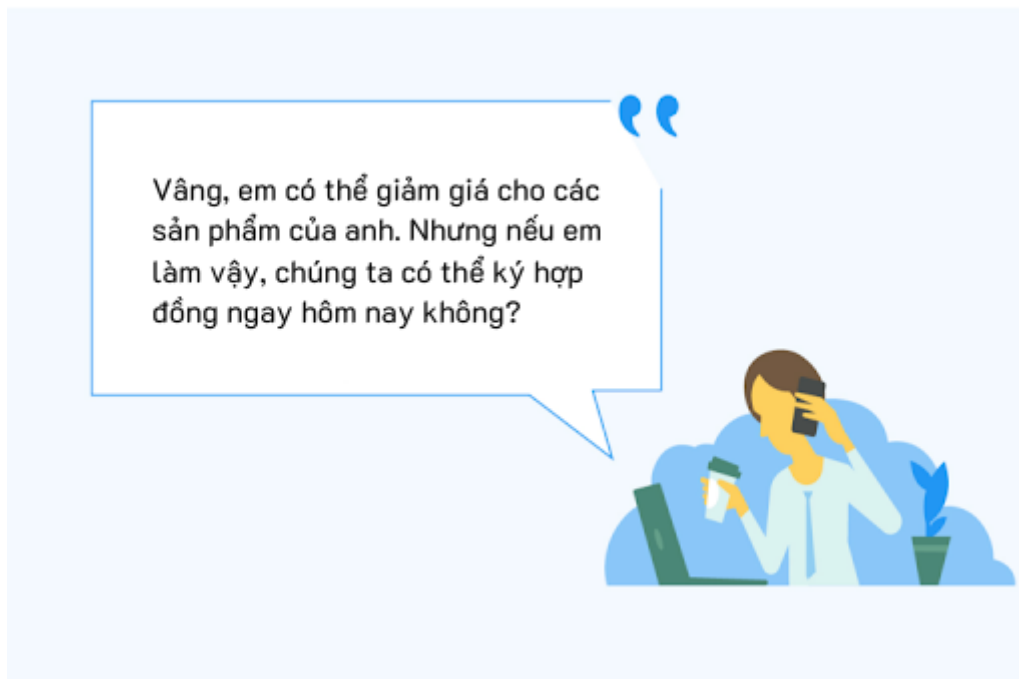 Vâng, em có thể giảm giá cho các
sản phẩm của anh. Nhưng nếu em
làm vậy, chúng ta có thể ký hợp
đồng ngay hôm nay không?